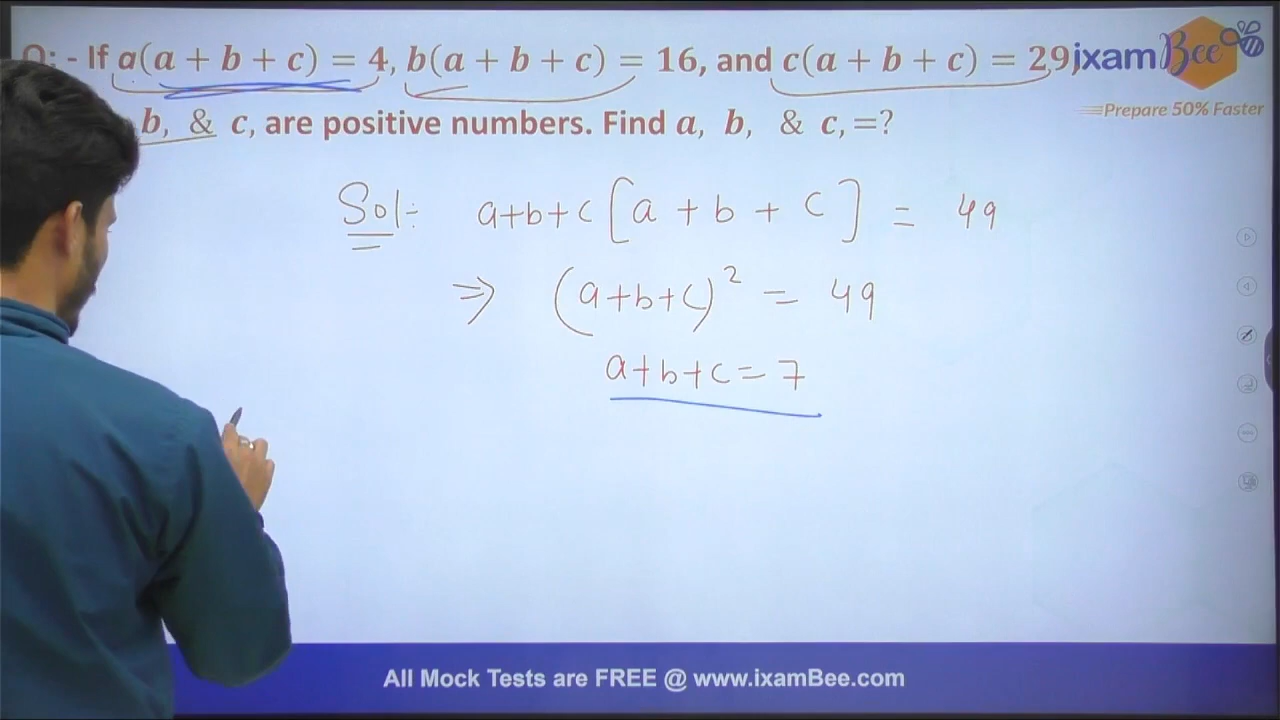 Q: - If a(a + b + c) = 4, b(a + b + c) = 16, and c(a + b + c) = 29,
b, & c, are positive numbers. Find a, b, & c, =?
ixamBee
Prepare 50% Faster
Sol:- a+b+c [a + b + c] = 49
⇒ (a+b+c)² = 49
a+b+c = 7
All Mock Tests are FREE @ www.ixamBee.com